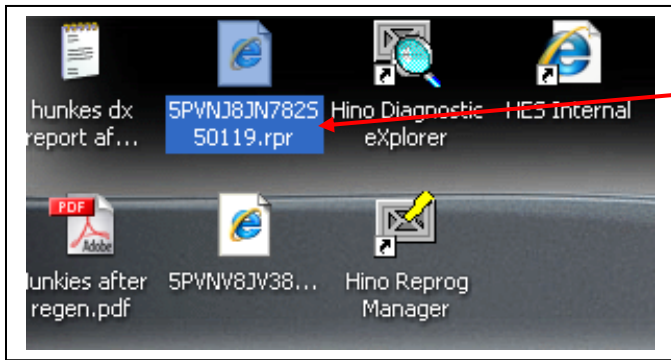 hunkes dx
report af...
5PVNJ8JN782S
50119.rpr
Hino Diagnostic
eXplorer
HES Internal
PDF
Adobe
Hunkies after
regen.pdf
5PVNV8JV38...
Hino Reprog
Manager